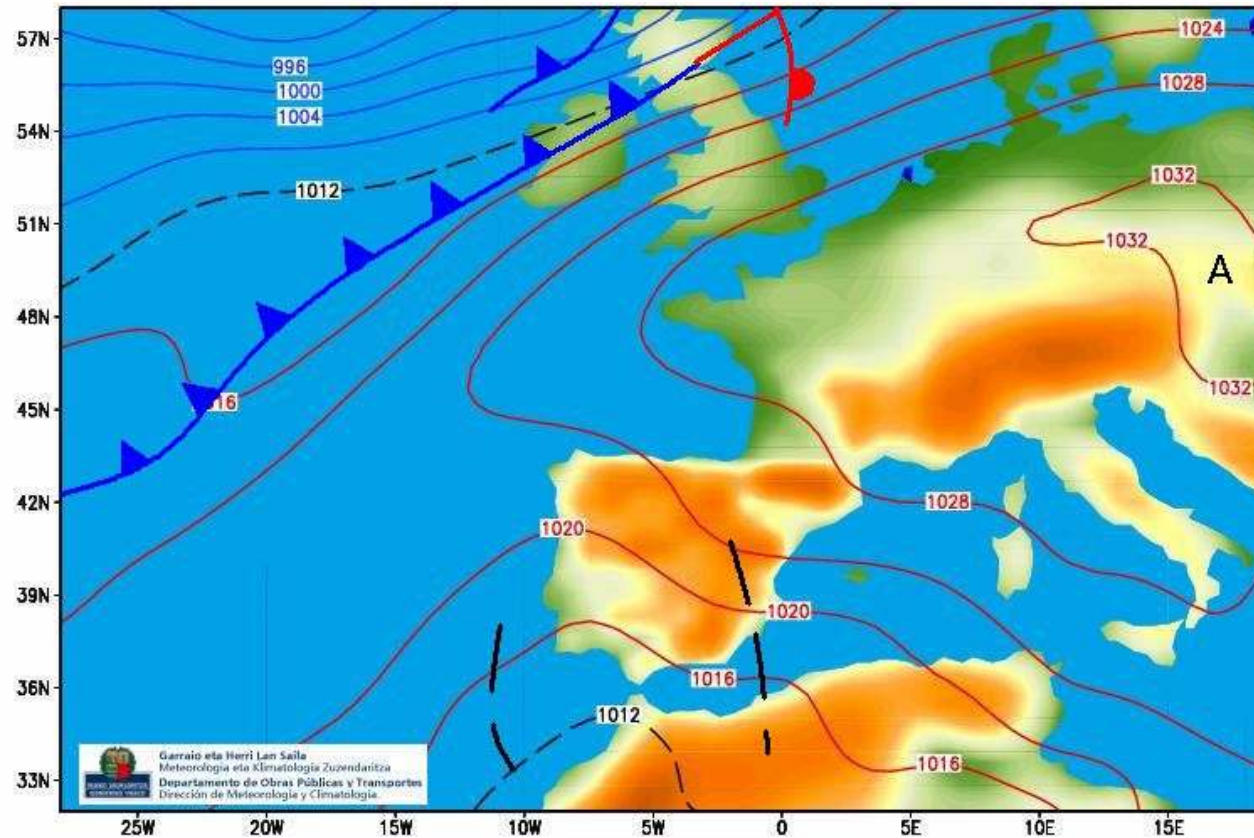 57N
1024
996
1028
1000
1004
54N
1032
1012
51N
1032
A
48N
1032
45N
42N
1028
1020
39N
1020
1016
36N
1012
1016
33N
Garraio eta Herri Lan Saila
Meteorologia eta Klimatologia Zuzendaritza
Departamento de Obras Públicas y Transportes
Dirección de Meteorología y Climatología
25W 20W 15W 10W 5W 0 5E 10E 15E